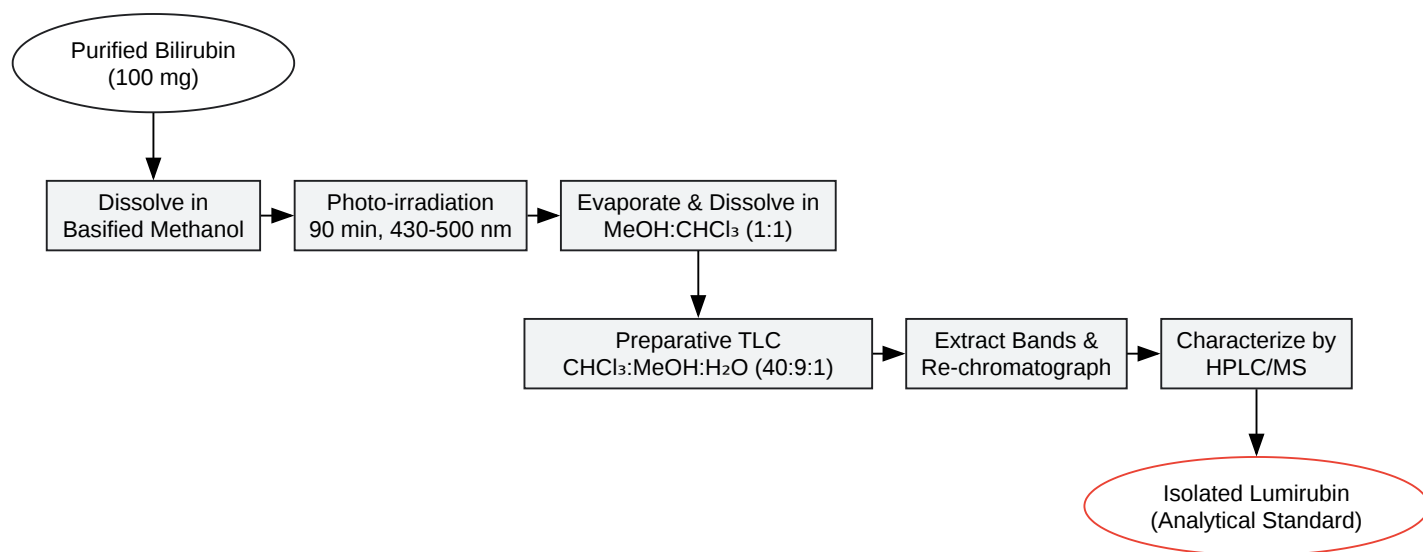 Purified Bilirubin
(100 mg)
Dissolve in
Basified Methanol
Photo-irradiation
90 min, 430-500 nm
Evaporate & Dissolve in
MeOH:CHCl₃ (1:1)
Preparative TLC
CHCl₃:MeOH:H₂O (40:9:1)
Extract Bands &
Re-chromatograph
Characterize by
HPLC/MS
Isolated Lumirubin
(Analytical Standard)